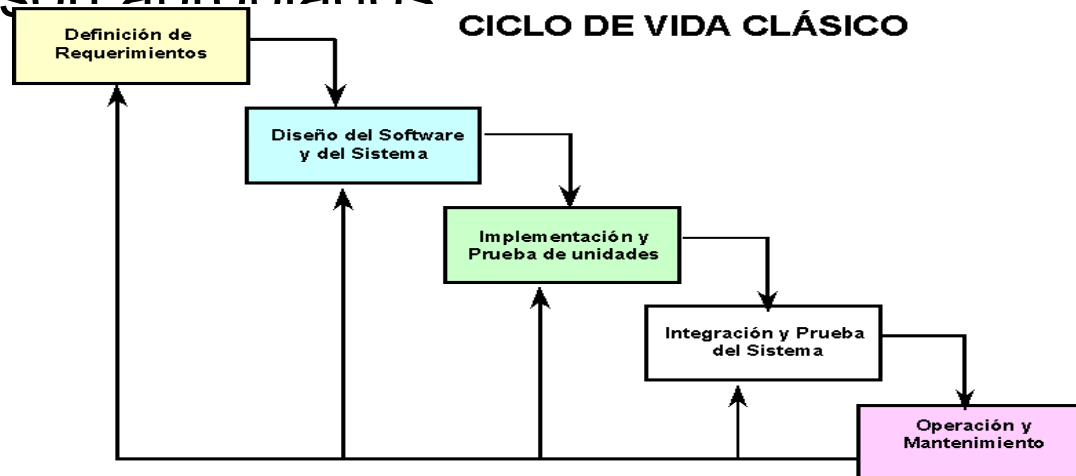 CICLO DE VIDA CLÁSICO
Definición de
Requerimientos
Diseño del Software
y del Sistema
Implementación y
Prueba de unidades
Integración y Prueba
del Sistema
Operación y
Mantenimiento